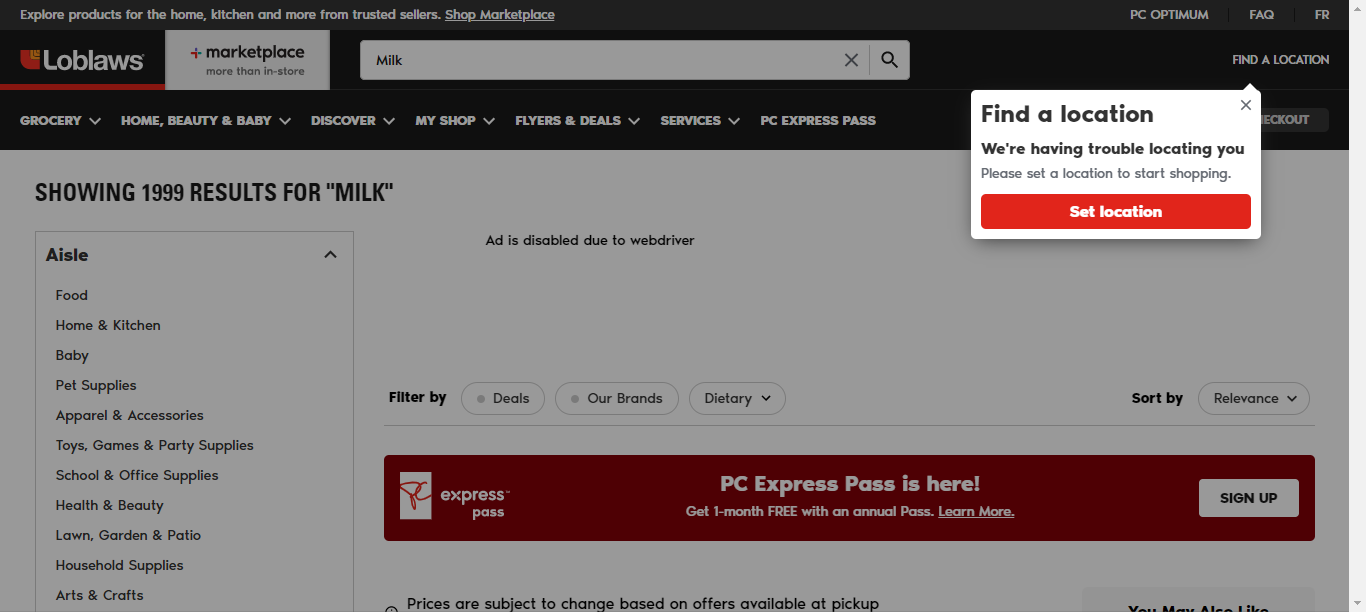 Explore products for the home, kitchen and more from trusted sellers. Shop Marketplace
PC OPTIMUM
FAQ
FR
Loblaws
marketplace
more than in-store
Milk
FIND A LOCATION
GROCERY
HOME, BEAUTY & BABY
DISCOVER
MY SHOP
FLYERS & DEALS
SERVICES
PC EXPRESS PASS
Find a location
We're having trouble locating you
Please set a location to start shopping.
Set location
SHOWING 1999 RESULTS FOR "MILK"
Aisle
Food
Home & Kitchen
Baby
Pet Supplies
Apparel & Accessories
Toys, Games & Party Supplies
School & Office Supplies
Health & Beauty
Lawn, Garden & Patio
Household Supplies
Arts & Crafts
Ad is disabled due to webdriver
Filter by
Deals
Our Brands
Dietary
Sort by
Relevance
express
pass
PC Express Pass is here!
Get 1-month FREE with an annual Pass. Learn More.
SIGN UP
Prices are subject to change based on offers available at pickup
You May Also Like